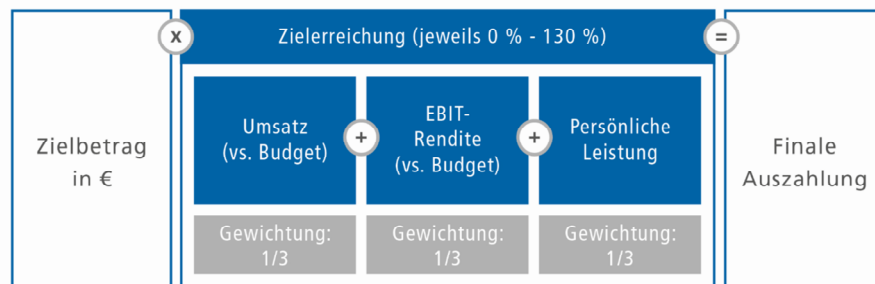 Zielbetrag
in €
x
Zielerreichung (jeweils 0 % - 130 %)
=
Umsatz
(vs. Budget)
+
EBIT-
Rendite
(vs. Budget)
+
Persönliche
Leistung
Gewichtung:
1/3
Gewichtung:
1/3
Gewichtung:
1/3
Finale
Auszahlung